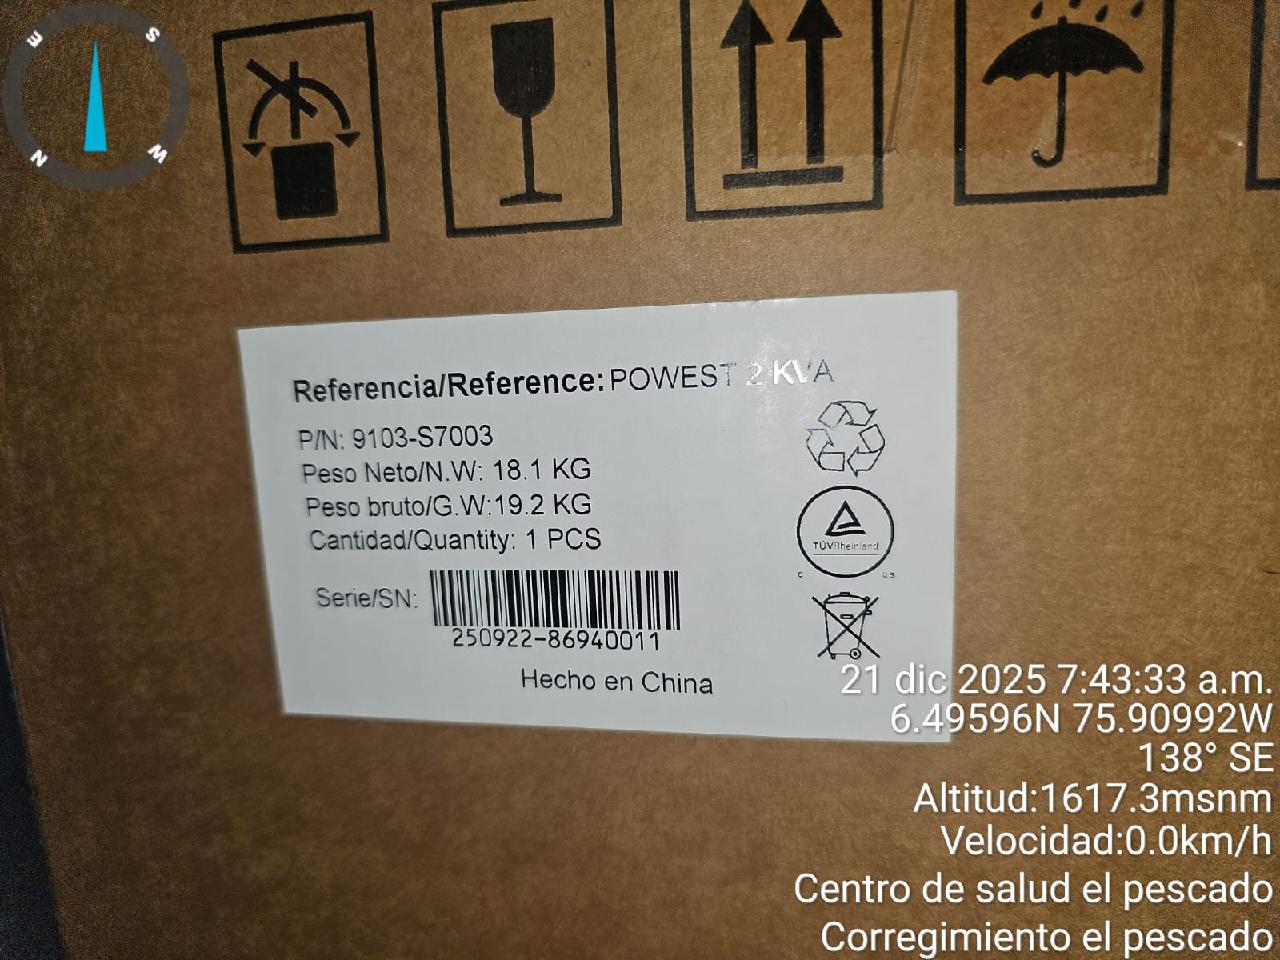 E
S
N
W
Referencia/Reference: POWEST 2 KVA
P/N: 9103-S7003
Peso Neto/N.W: 18.1 KG
Peso bruto/G.W:19.2 KG
Cantidad/Quantity: 1 PCS
Serie/SN:
250922-86940011
Hecho en China
TÜVRheinland
C US
21 dic 2025 7:43:33 a.m.
6.49596N 75.90992W
138° SE
Altitud:1617.3msnm
Velocidad:0.0km/h
Centro de salud el pescado
Corregimiento el pescado